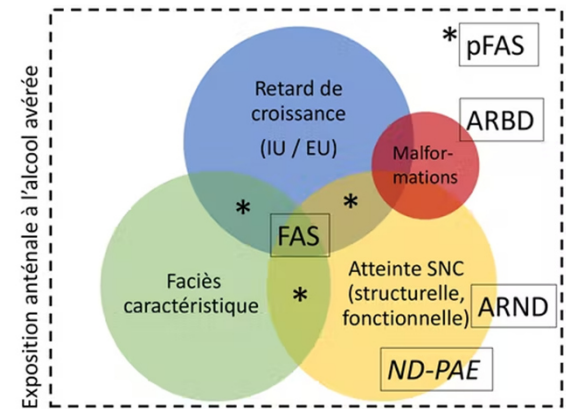 Exposition anténale à l'alcool avérée
* pFAS
ARBD
Retard de
croissance
(IU / EU)
Malfor-
mations
*
*
FAS
Faciès
caractéristique
*
Atteinte SNC
(structurelle,
fonctionnelle)
ARND
ND-PAE